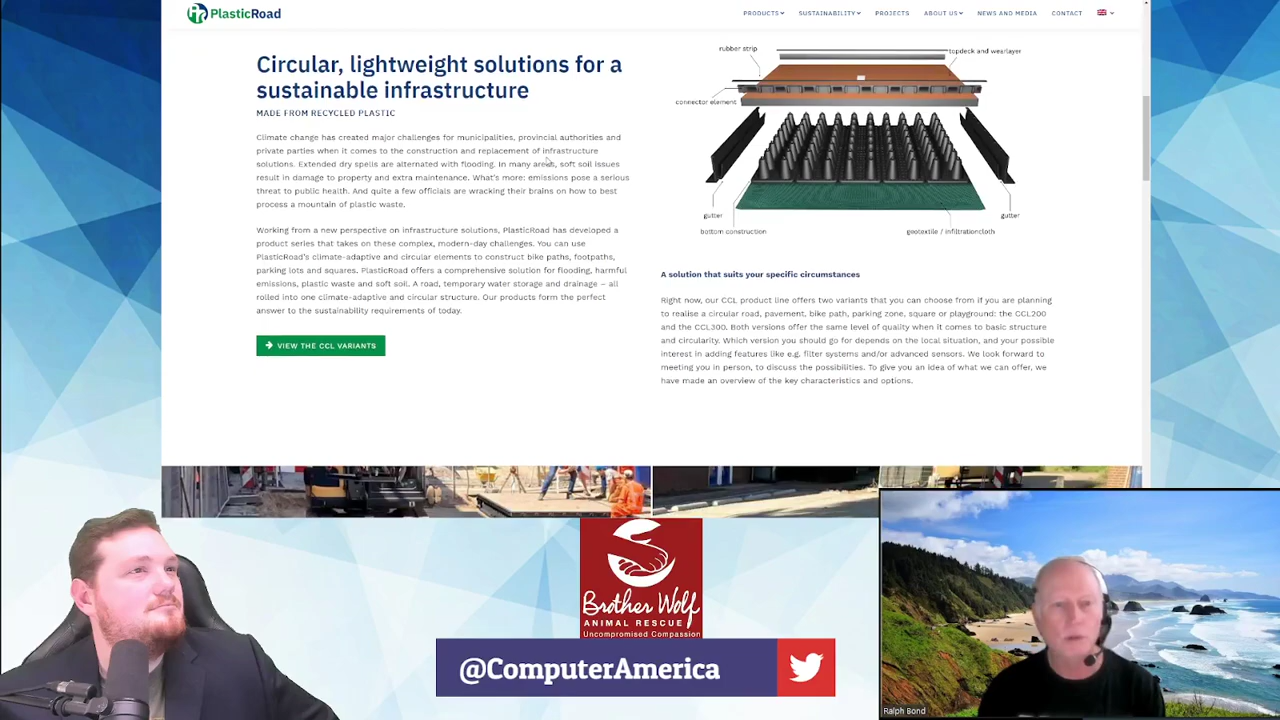 PlasticRoad
PRODUCTS
SUSTAINABILITY
PROJECTS
ABOUT US
NEWS AND MEDIA
CONTACT
Circular, lightweight solutions for a
sustainable infrastructure
MADE FROM RECYCLED PLASTIC
Climate change has created major challenges for municipalities, provincial authorities and
private parties when it comes to the construction and replacement of infrastructure
solutions. Extended dry spells are alternated with flooding. In many areas, soft soil issues
result in damage to property and extra maintenance. What's more: emissions pose a serious
threat to public health. And quite a few officials are wracking their brains on how to best
process a mountain of plastic waste.
Working from a new perspective on infrastructure solutions, PlasticRoad has developed a
product series that takes on these complex, modern-day challenges. You can use
PlasticRoad's climate-adaptive and circular elements to construct bike paths, footpaths,
parking lots and squares. PlasticRoad offers a comprehensive solution for flooding, harmful
emissions, plastic waste and soft soil. A road, temporary water storage and drainage – all
rolled into one climate-adaptive and circular structure. Our products form the perfect
answer to the sustainability requirements of today.
VIEW THE CCL VARIANTS
rubber strip
topdeck and wearlayer
connector element
gutter
gutter
bottom construction
geotextile / infiltrationcloth
A solution that suits your specific circumstances
Right now, our CCL product line offers two variants that you can choose from if you are planning
to realise a circular road, pavement, bike path, parking zone, square or playground: the CCL200
and the CCL300. Both versions offer the same level of quality when it comes to basic structure
and circularity. Which version you should go for depends on the local situation, and your possible
interest in adding features like e.g. filter systems and/or advanced sensors. We look forward to
meeting you in person, to discuss the possibilities. To give you an idea of what we can offer, we
have made an overview of the key characteristics and options.
Brother Wolf
ANIMAL RESCUE
Uncompromised Compassion
@ComputerAmerica
Ralph Bond